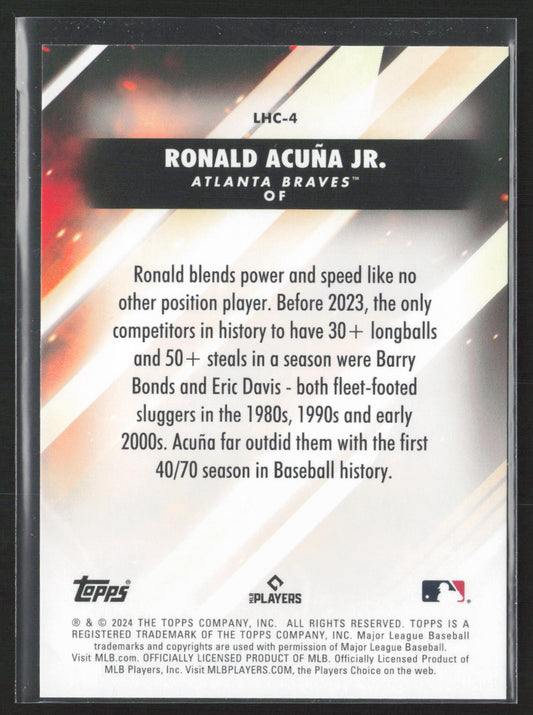 LHC-4
RONALD ACUÑA JR.
ATLANTA BRAVES™
OF
Ronald blends power and speed like no
other position player. Before 2023, the only
competitors in history to have 30+ longballs
and 50+ steals in a season were Barry
Bonds and Eric Davis - both fleet-footed
sluggers in the 1980s, 1990s and early
2000s. Acuña far outdid them with the first
40/70 season in Baseball history.
topps®
MLB PLAYERS
® & © 2024 THE TOPPS COMPANY, INC. ALL RIGHTS RESERVED. TOPPS IS A
REGISTERED TRADEMARK OF THE TOPPS COMPANY, INC. Major League Baseball
trademarks and copyrights are used with permission of Major League Baseball.
Visit MLB.com. OFFICIALLY LICENSED PRODUCT OF MLB. Officially Licensed Product of
MLB Players, Inc. Visit MLBPLAYERS.COM, the Players Choice on the web.